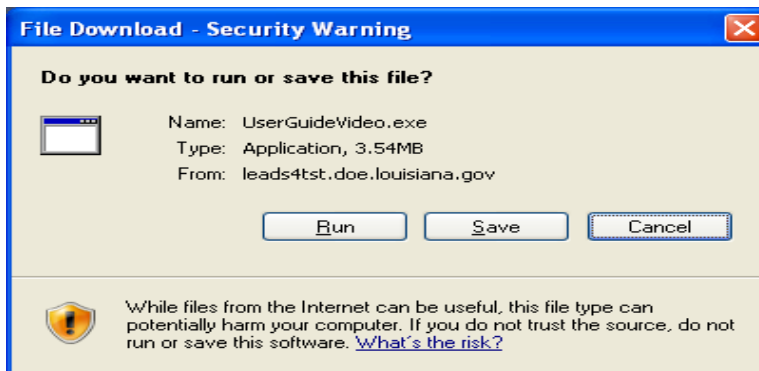 File Download - Security Warning
Do you want to run or save this file?
Name: UserGuideVideo.exe
Type: Application, 3.54MB
From: leads4tst.doe.louisiana.gov
Run Save Cancel
While files from the Internet can be useful, this file type can
potentially harm your computer. If you do not trust the source, do not
run or save this software. What's the risk?